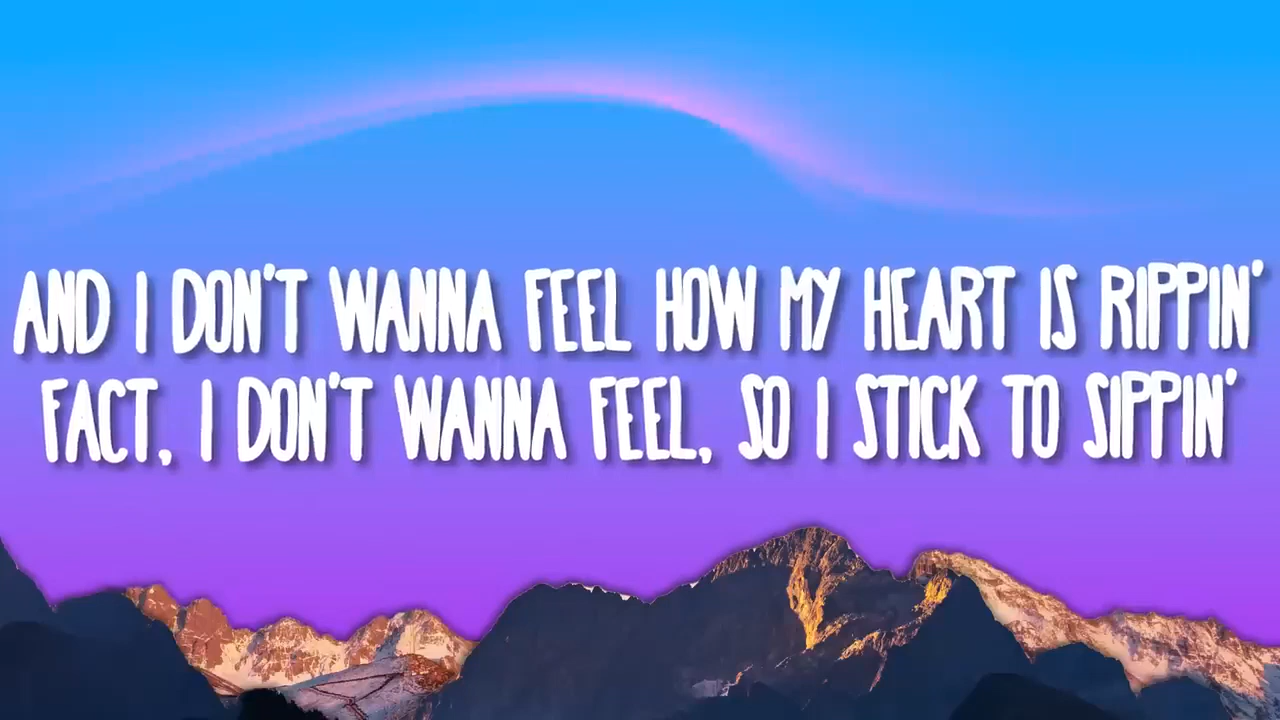 AND I DON'T WANNA FEEL HOW MY HEART IS RIPPIN'
FACT, I DON'T WANNA FEEL, SO I STICK TO SIPPIN'